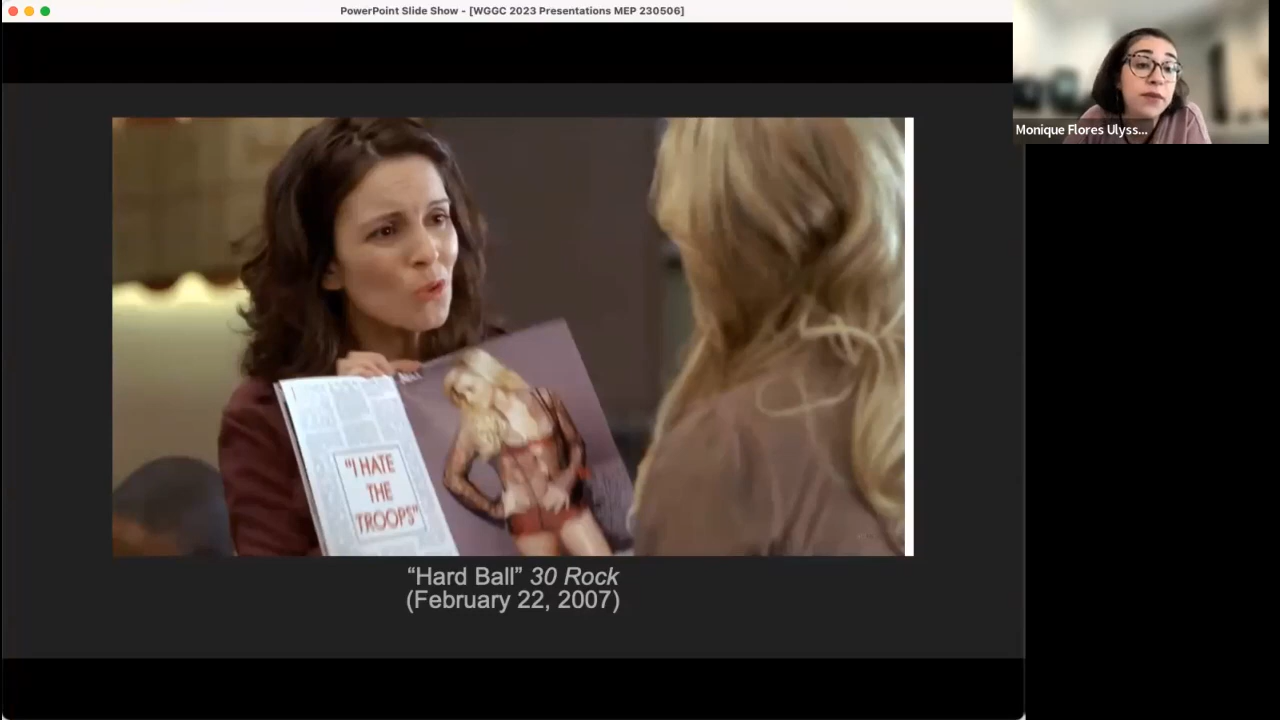 PowerPoint Slide Show - [WGGC 2023 Presentations MEP 230506]
Monique Flores Ulyss...
"I HATE
THE
TROOPS"
“Hard Ball” 30 Rock
(February 22, 2007)